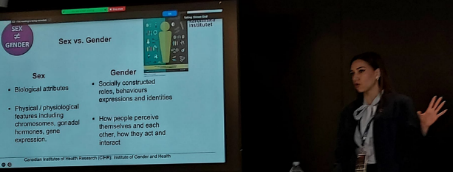 SEX
≠
GENDER
Sex vs. Gender
Sex
• Biological attributes
• Physical / physiological
features including
chromosomes, gonadal
hormones, gene
expression.
Gender
• Socially constructed
roles, behaviours
expressions and identities
• How people perceive
themselves and each
other, how they act and
interact
Canadian Institutes of Health Research (CIHR); Institute of Gender and Health